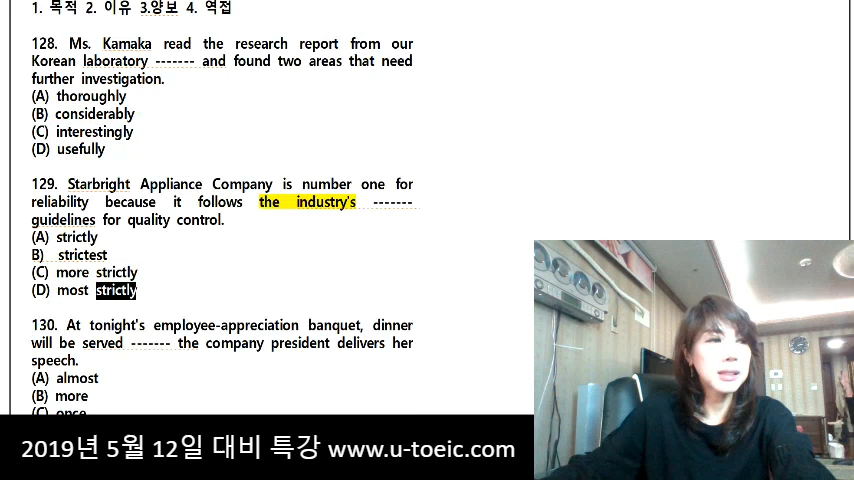 1. 목적 2. 이유 3.양보 4. 역접
128. Ms. Kamaka read the research report from our
Korean laboratory ------- and found two areas that need
further investigation.
(A) thoroughly
(B) considerably
(C) interestingly
(D) usefully
129. Starbright Appliance Company is number one for
reliability because it follows the industry's -------
guidelines for quality control.
(A) strictly
B) strictest
(C) more strictly
(D) most strictly
130. At tonight's employee-appreciation banquet, dinner
will be served ------- the company president delivers her
speech.
(A) almost
(B) more
(C) once
2019년 5월 12일 대비 특강 www.u-toeic.com